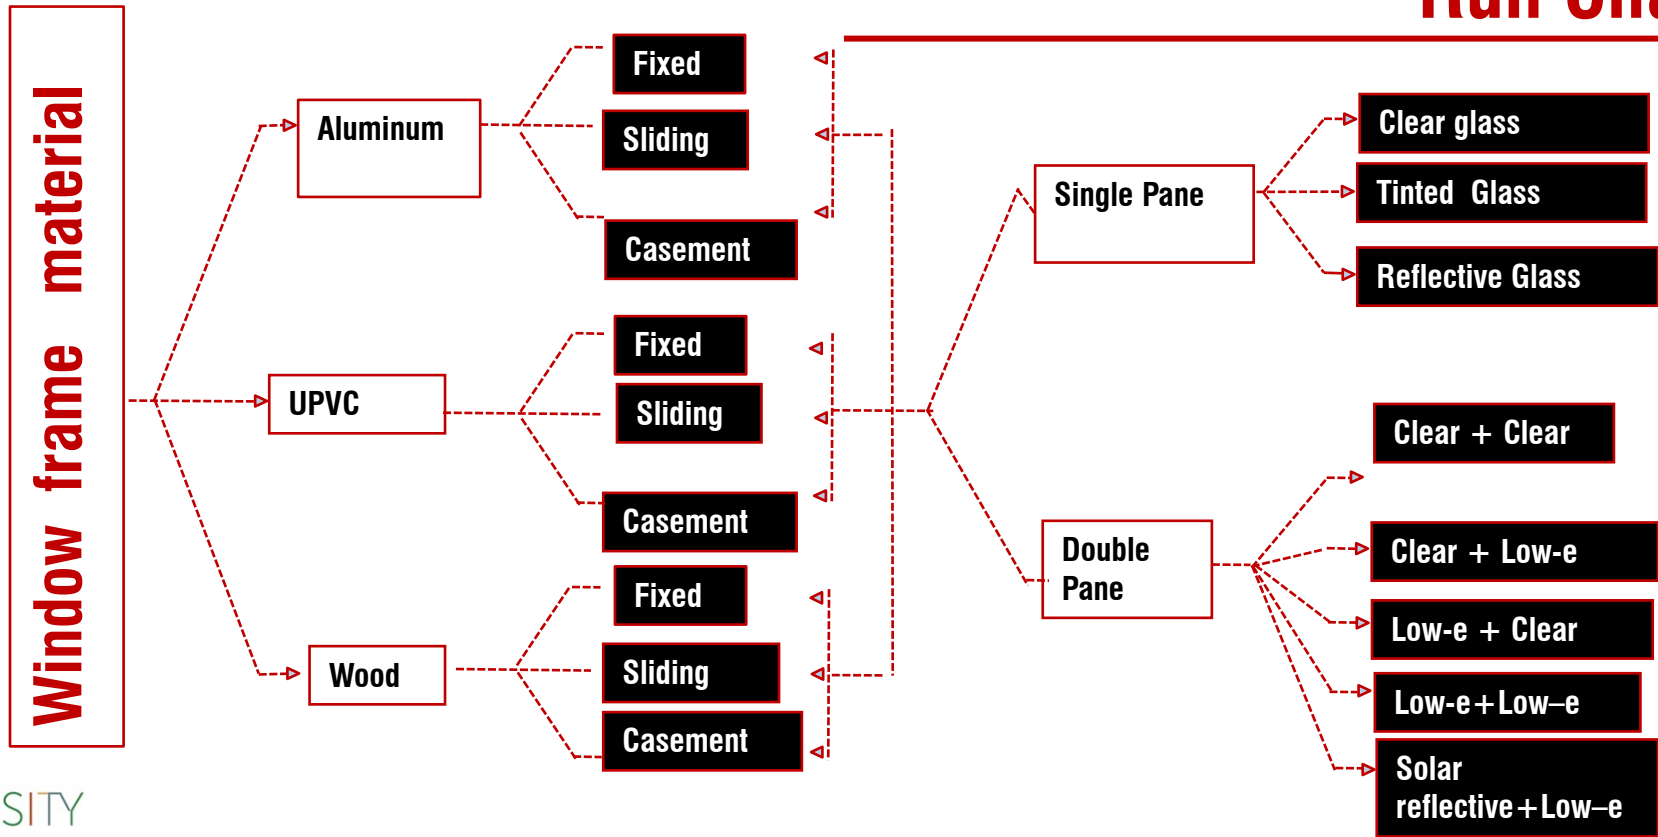 Window frame material
Aluminum
Fixed
Sliding
Casement
UPVC
Fixed
Sliding
Casement
Wood
Fixed
Sliding
Casement
Single Pane
Clear glass
Tinted Glass
Reflective Glass
Double
Pane
Clear + Clear
Clear + Low-e
Low-e + Clear
Low-e+Low–e
Solar
reflective+Low–e
SITY